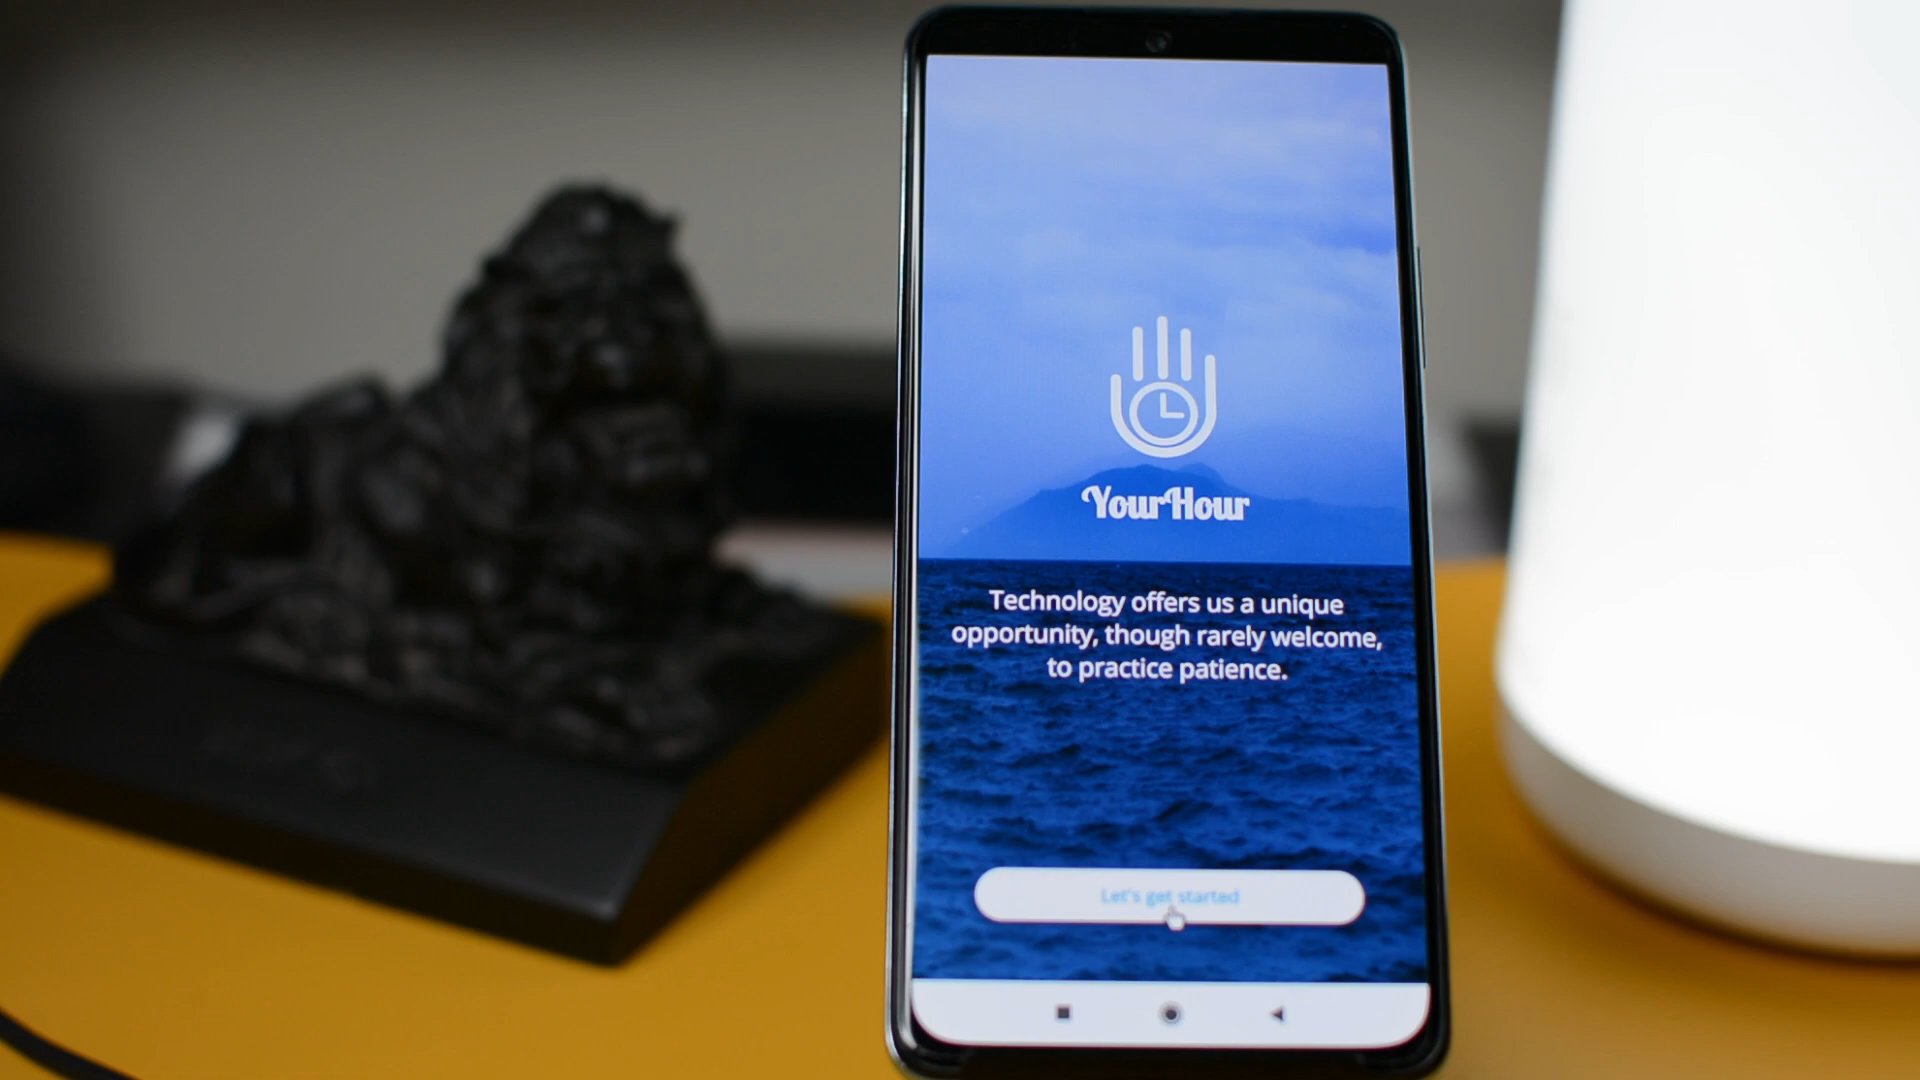 YourHour
Technology offers us a unique
opportunity, though rarely welcome,
to practice patience.
Let's get started